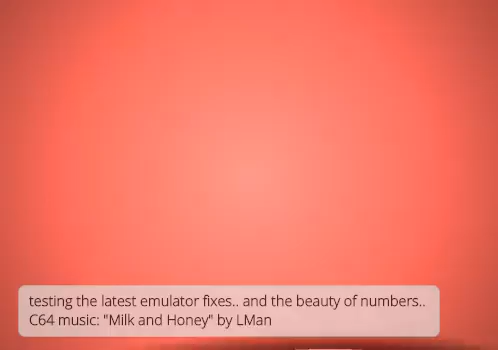 testing the latest emulator fixes.. and the beauty of numbers..
C64 music: "Milk and Honey" by LMan